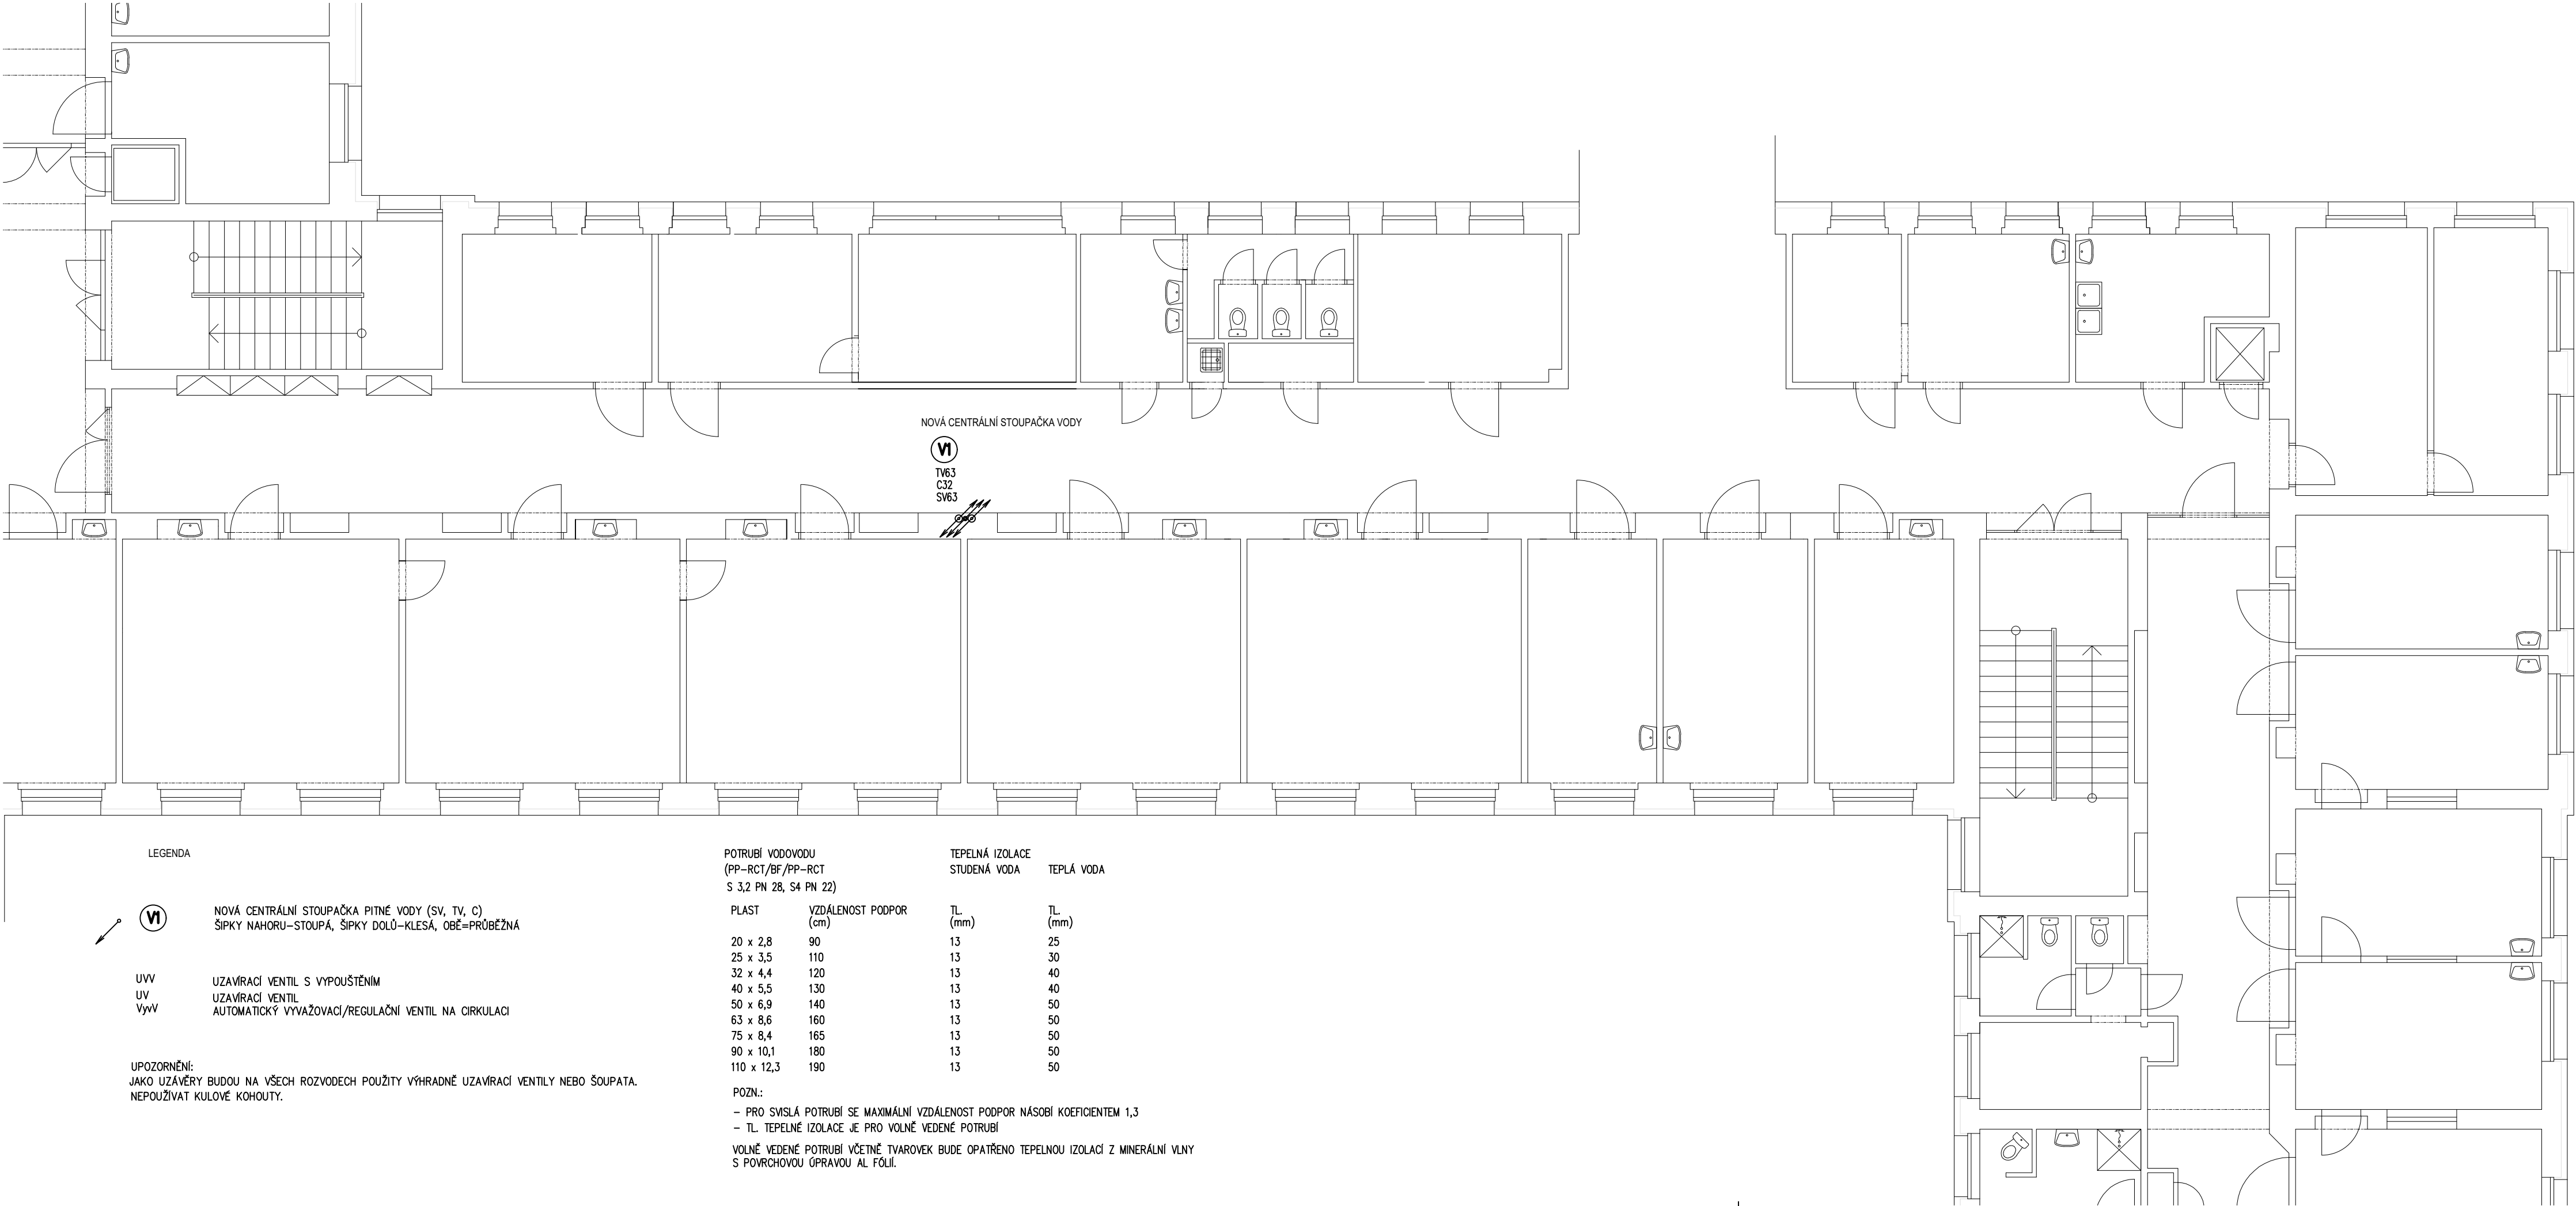 NOVÁ CENTRÁLNÍ STOUPAČKA VODY
V1
TV63
C32
SV63
LEGENDA
V1
NOVÁ CENTRÁLNÍ STOUPAČKA PITNÉ VODY (SV, TV, C)
ŠIPKY NAHORU-STOUPÁ, ŠIPKY DOLŮ-KLESÁ, OBĚ=PRŮBĚŽNÁ
UVV UZAVÍRACÍ VENTIL S VYPOUŠTĚNÍM
UV UZAVÍRACÍ VENTIL
VyvV AUTOMATICKÝ VYVAŽOVACÍ/REGULAČNÍ VENTIL NA CIRKULACI
UPOZORNĚNÍ:
JAKO UZÁVĚRY BUDOU NA VŠECH ROZVODECH POUŽITY VÝHRADNĚ UZAVÍRACÍ VENTILY NEBO ŠOUPATA.
NEPOUŽÍVAT KULOVÉ KOHOUTY.
POTRUBÍ VODOVODU TEPELNÁ IZOLACE
(PP-RCT/BF/PP-RCT STUDENÁ VODA TEPLÁ VODA
S 3,2 PN 28, S4 PN 22)
PLAST VZDÁLENOST PODPOR TL. TL.
(cm) (mm) (mm)
20 x 2,8 90 13 25
25 x 3,5 110 13 30
32 x 4,4 120 13 40
40 x 5,5 130 13 40
50 x 6,9 140 13 50
63 x 8,6 160 13 50
75 x 8,4 165 13 50
90 x 10,1 180 13 50
110 x 12,3 190 13 50
POZN.:
- PRO SVISLÁ POTRUBÍ SE MAXIMÁLNÍ VZDÁLENOST PODPOR NÁSOBÍ KOEFICIENTEM 1,3
- TL. TEPELNÉ IZOLACE JE PRO VOLNĚ VEDENÉ POTRUBÍ
VOLNĚ VEDENÉ POTRUBÍ VČETNĚ TVAROVEK BUDE OPATŘENO TEPELNOU IZOLACÍ Z MINERÁLNÍ VLNY
S POVRCHOVOU ÚPRAVOU AL FÓLIÍ.